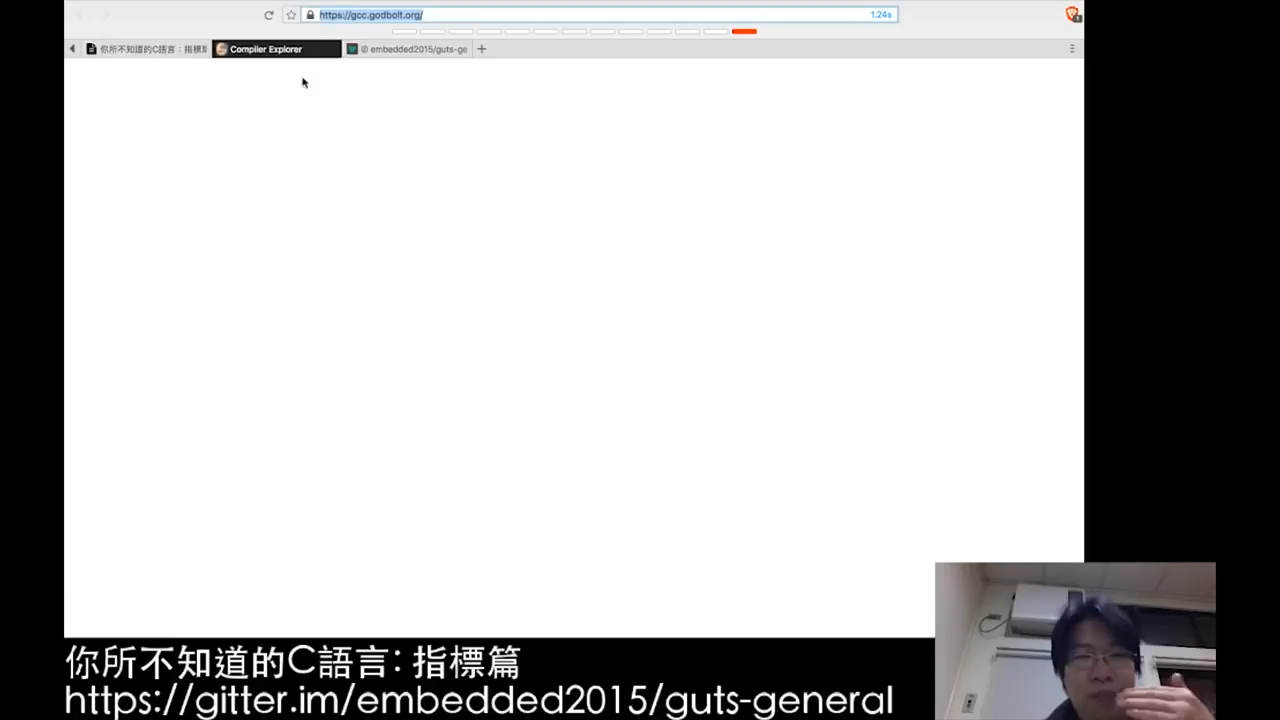 https://gcc.godbolt.org/
1.24s
你所不知道的C語言：指標
Compiler Explorer
embedded2015/guts-ge
你所不知道的C語言: 指標篇
https://gitter.im/embedded2015/guts-general